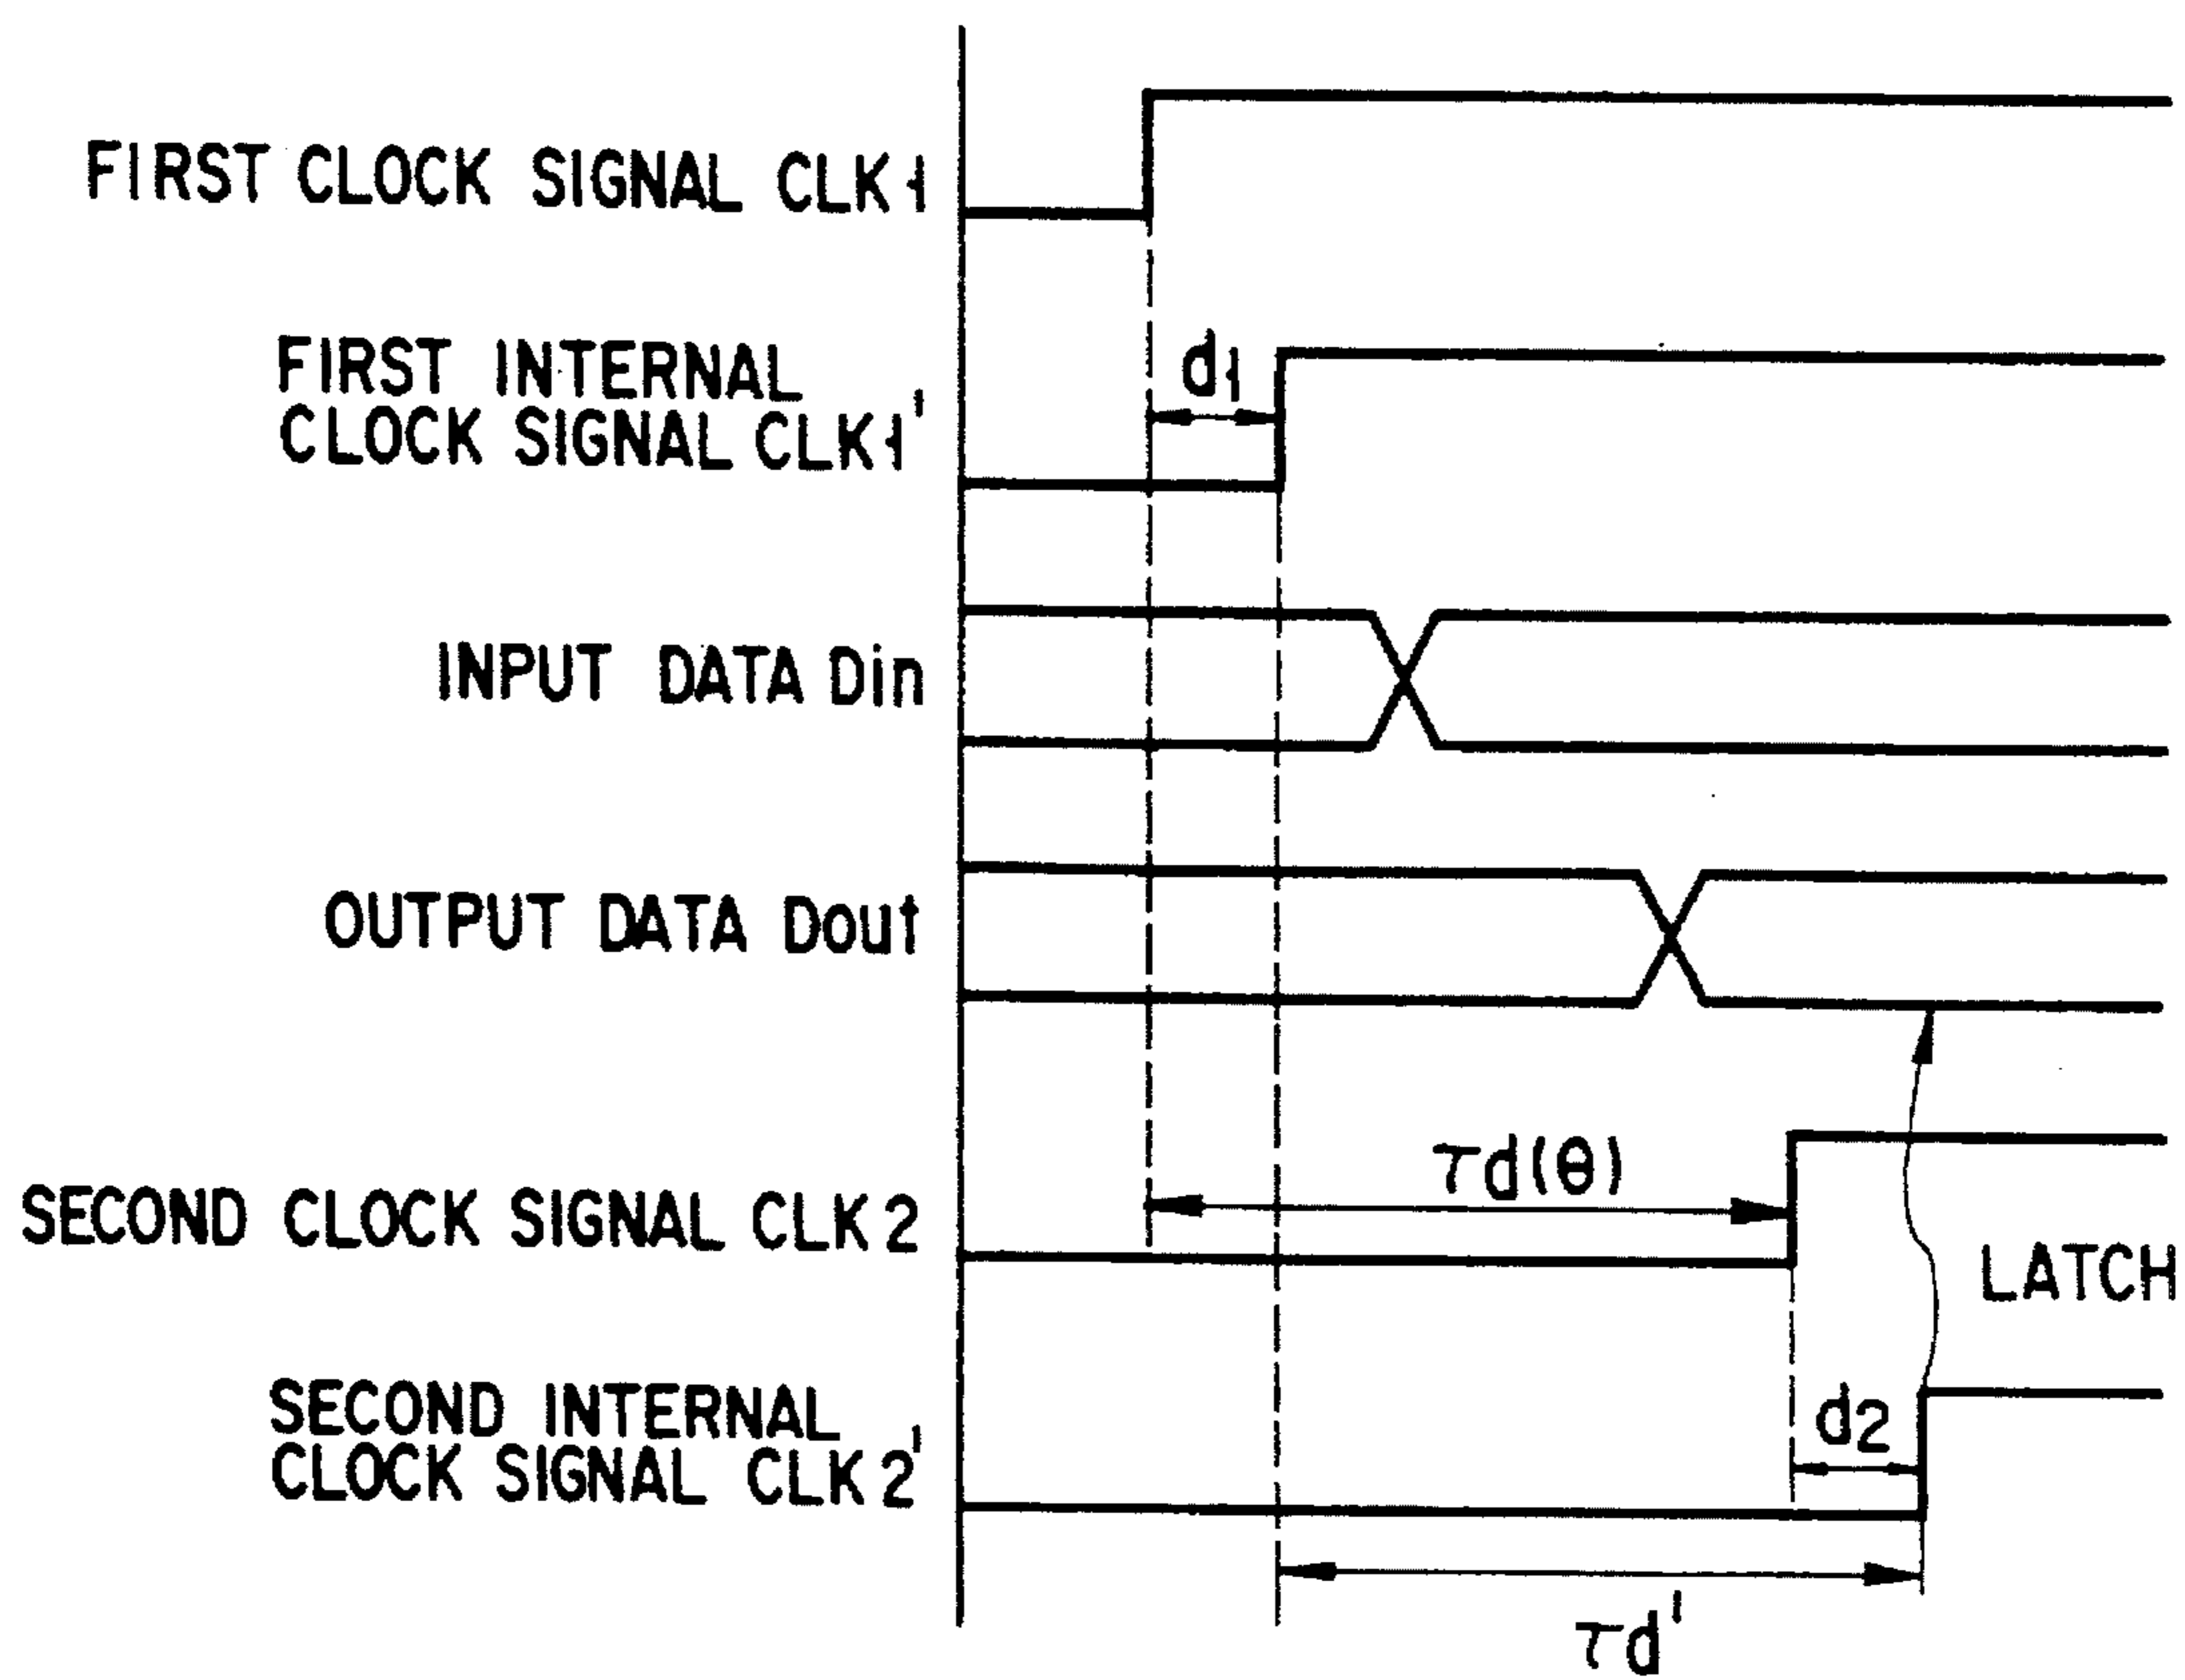 FIRST CLOCK SIGNAL CLK1
FIRST INTERNAL
CLOCK SIGNAL CLK1'
d1
INPUT DATA Din
OUTPUT DATA Dout
SECOND CLOCK SIGNAL CLK2
τd(θ)
LATCH
SECOND INTERNAL
CLOCK SIGNAL CLK2'
d2
τd'